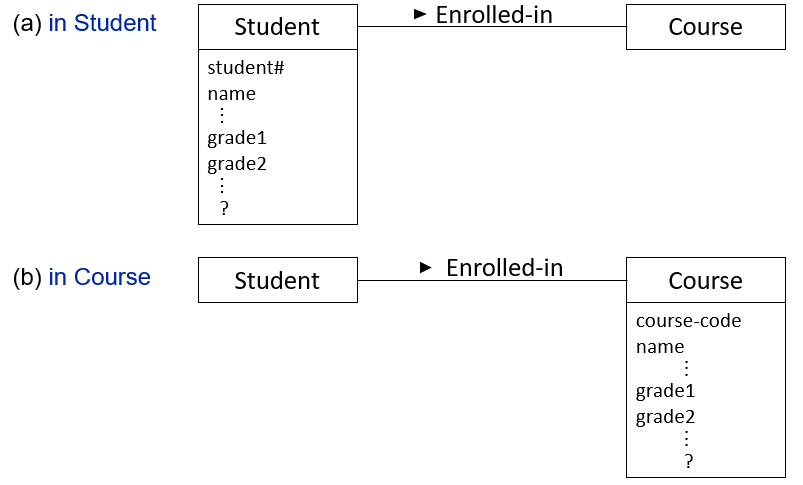 (a) in Student
Student
► Enrolled-in
Course
student#
name
⋮
grade1
grade2
⋮
?
(b) in Course
Student
► Enrolled-in
Course
course-code
name
⋮
grade1
grade2
⋮
?